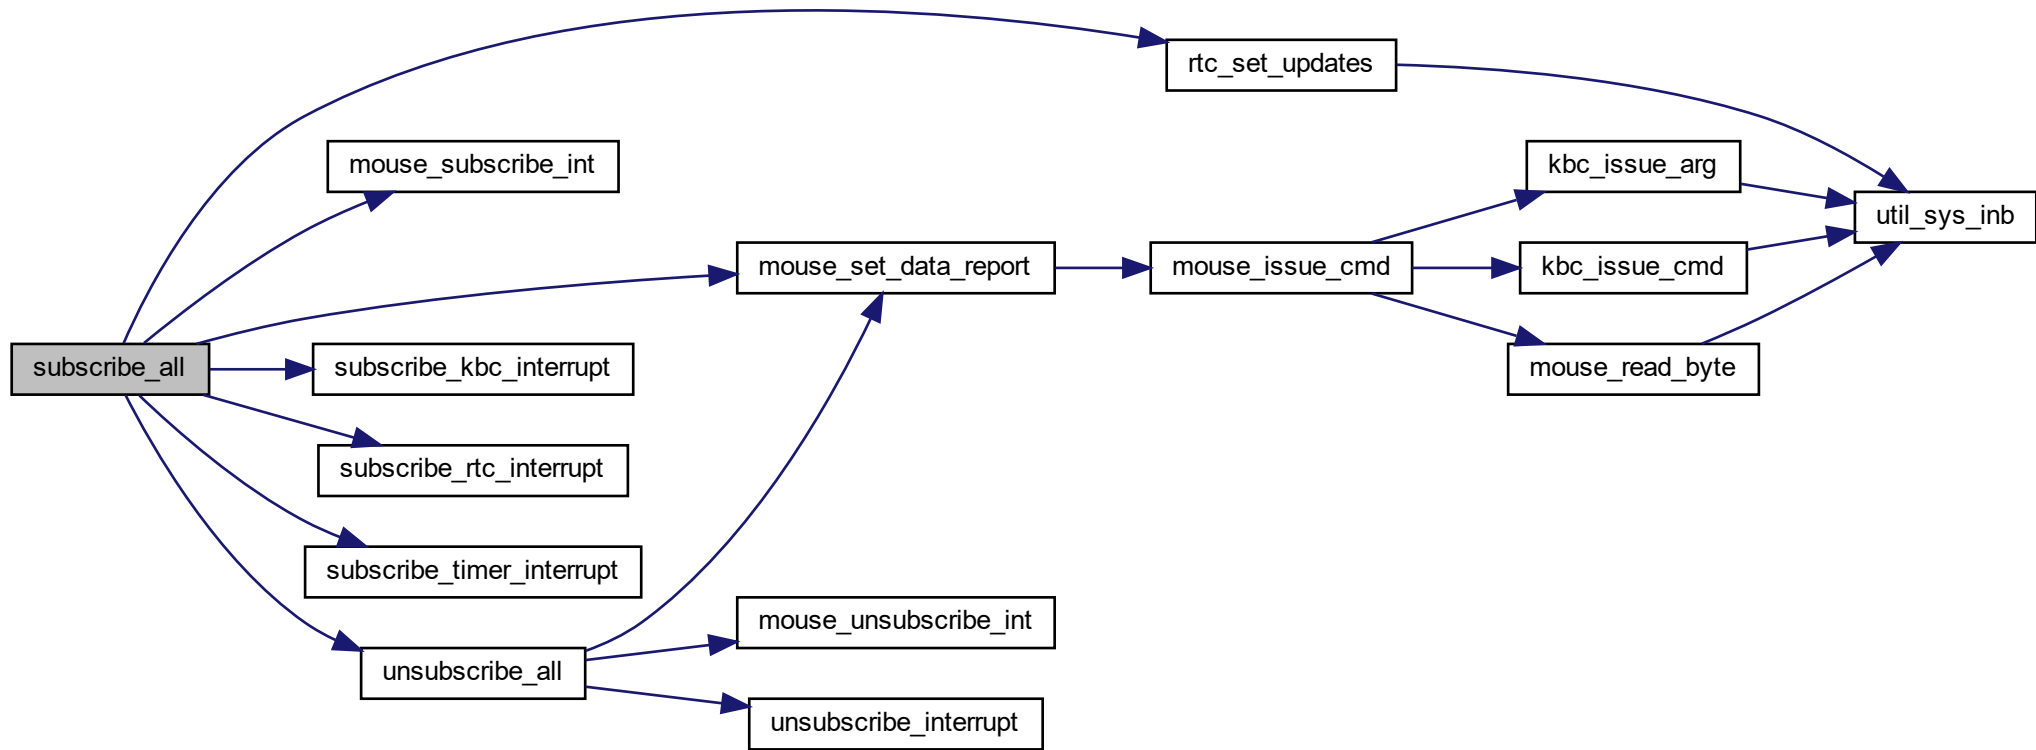 rtc_set_updates
mouse_subscribe_int
kbc_issue_arg
util_sys_inb
mouse_set_data_report
mouse_issue_cmd
kbc_issue_cmd
subscribe_all
subscribe_kbc_interrupt
mouse_read_byte
subscribe_rtc_interrupt
subscribe_timer_interrupt
mouse_unsubscribe_int
unsubscribe_all
unsubscribe_interrupt